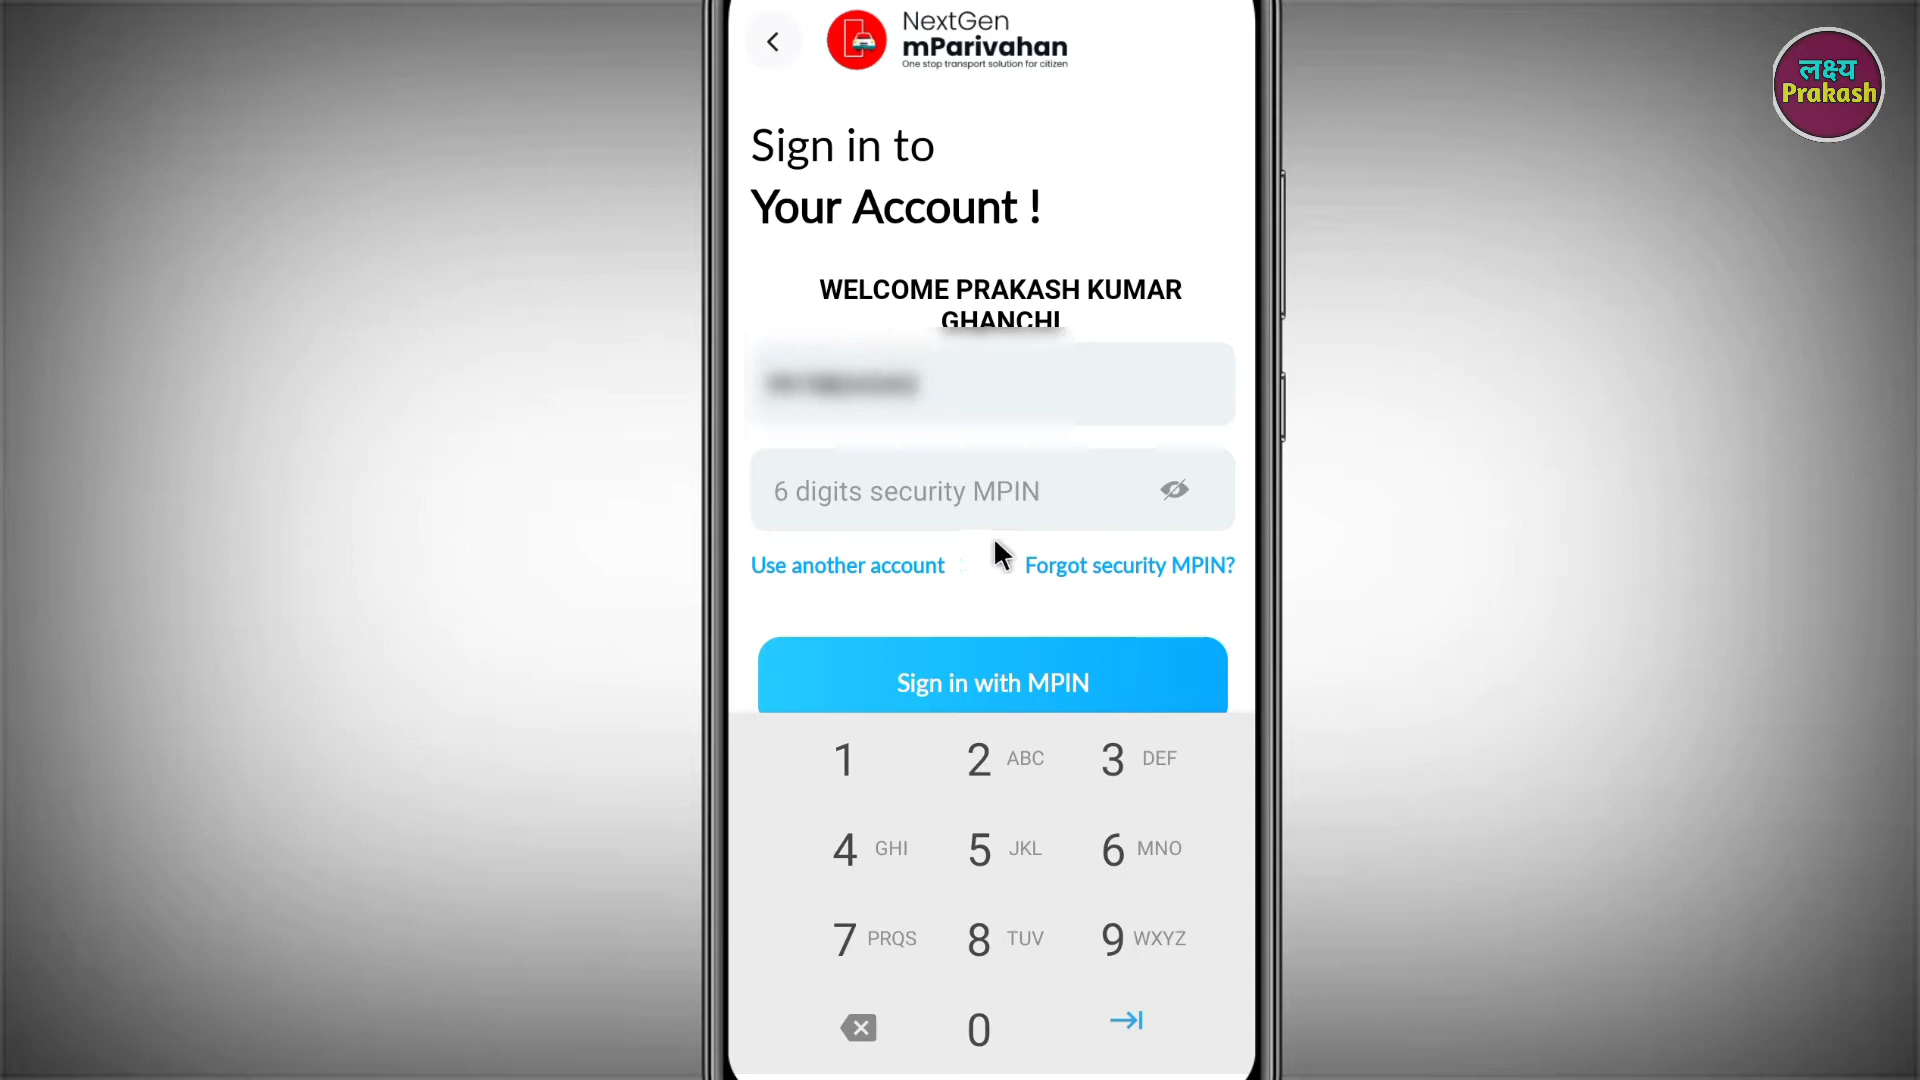 NextGen
mParivahan
One stop transport solution for citizen
लक्ष्य
Prakash
Sign in to
Your Account !
WELCOME PRAKASH KUMAR
GHANCHI
6 digits security MPIN
Use another account Forgot security MPIN?
Sign in with MPIN
1 2 ABC 3 DEF
4 GHI 5 JKL 6 MNO
7 PRQS 8 TUV 9 WXYZ
0